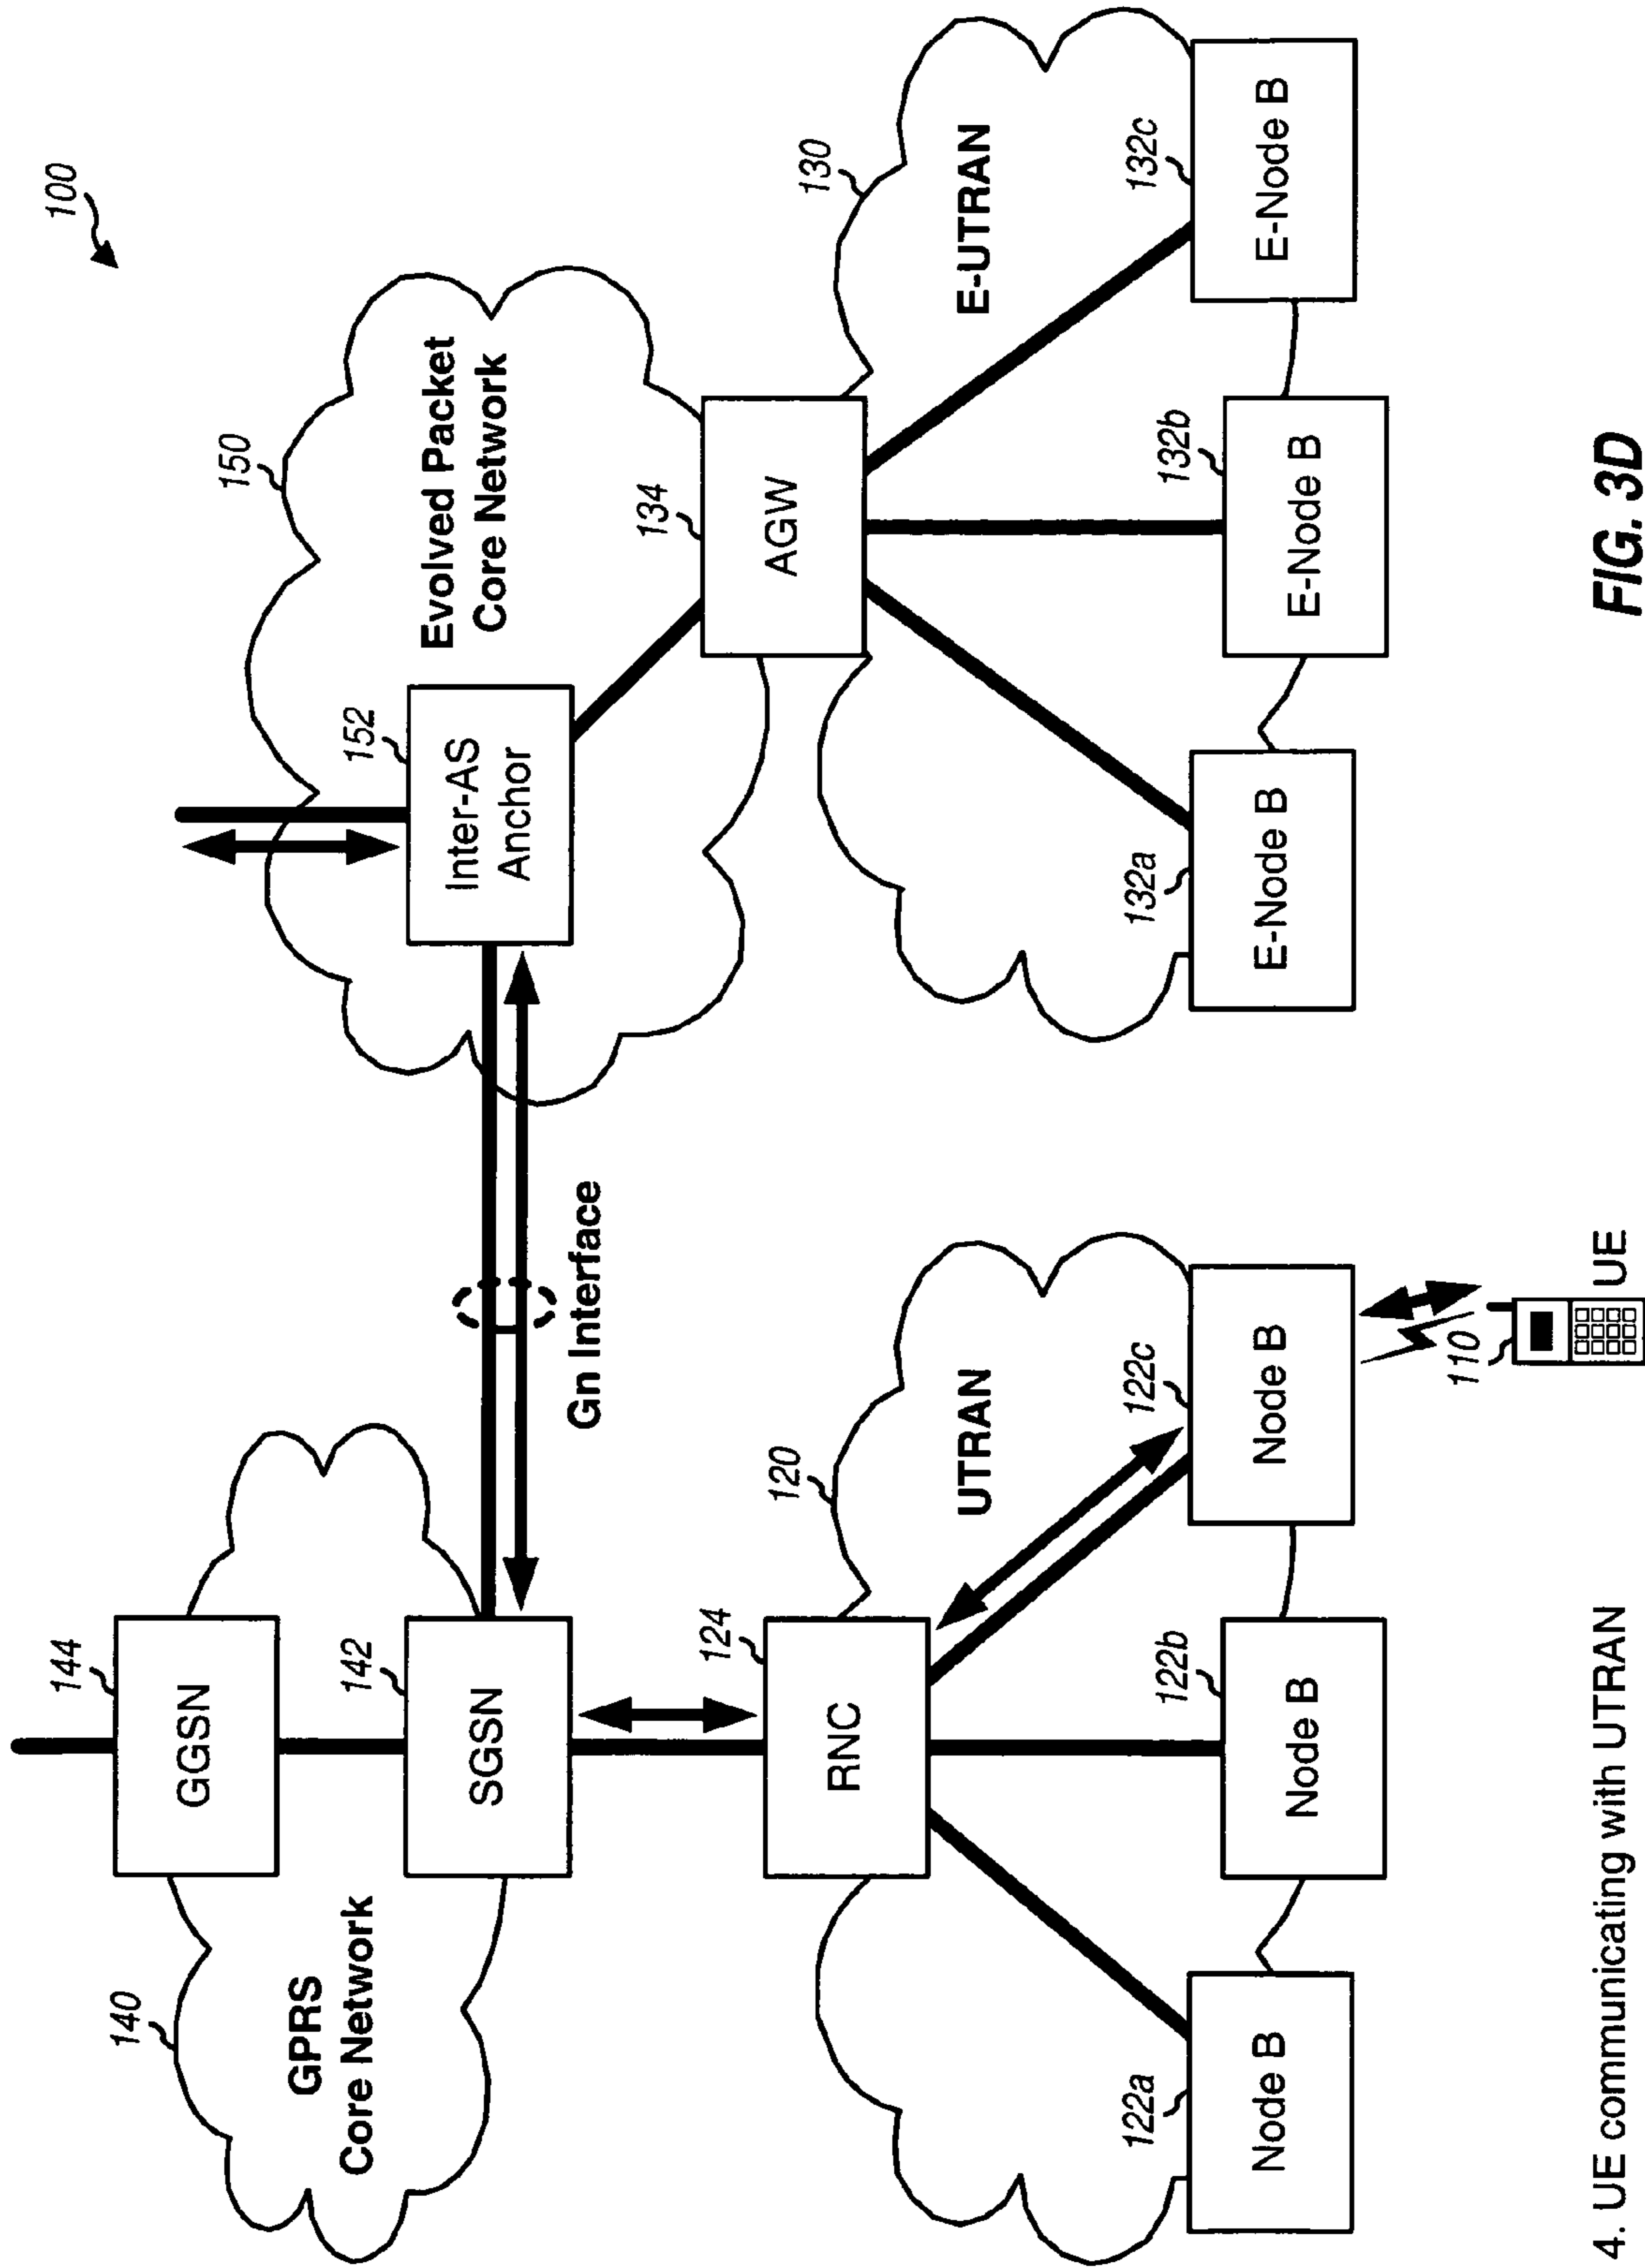 100
144
GGSN
140
GPRS
Core Network
142
SGSN
150
Evolved Packet
Core Network
152
Inter-AS
Anchor
Gn Interface
134
AGW
124
RNC
120
UTRAN
130
E-UTRAN
122a
Node B
122b
Node B
122c
Node B
132a
E-Node B
132b
E-Node B
132c
E-Node B
110
UE
4. UE communicating with UTRAN
FIG. 3D